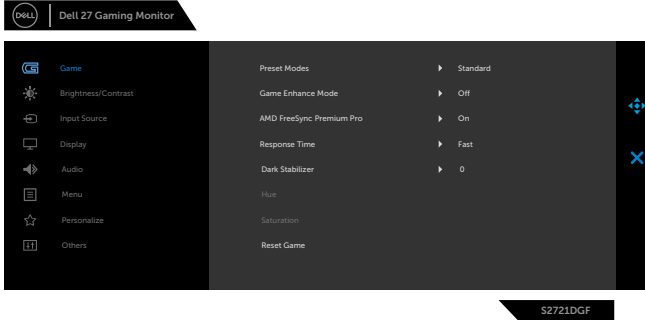 DELL
Dell 27 Gaming Monitor
Game
Preset Modes
Standard
Brightness/Contrast
Game Enhance Mode
Off
Input Source
AMD FreeSync Premium Pro
On
Display
Response Time
Fast
Audio
Dark Stabilizer
0
Menu
Hue
Personalize
Saturation
Others
Reset Game
S2721DGF